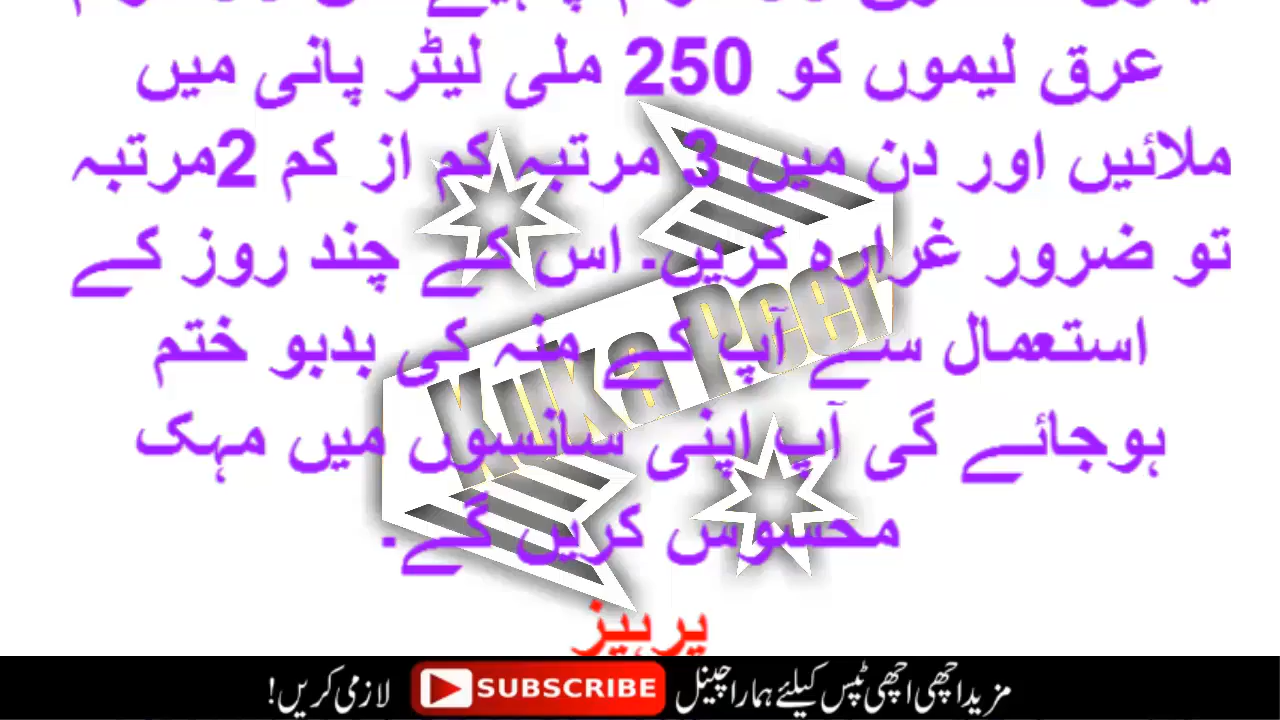 عرق لیموں کو 250 ملی لیٹر پانی میں
ملائیں اور دن میں 3 مرتبہ کم از کم 2مرتبہ
تو ضرور غرارہ کریں۔ اس کے چند روز کے
استعمال سے آپ کے منہ کی بدبو ختم
ہوجائے گی آپ اپنی سانسوں میں مہک
محسوس کریں گے۔
Kuka Pcer
پرہیز
مزید اچھی اچھی ٹپس کیلئے ہمارا چینل SUBSCRIBE لازمی کریں!